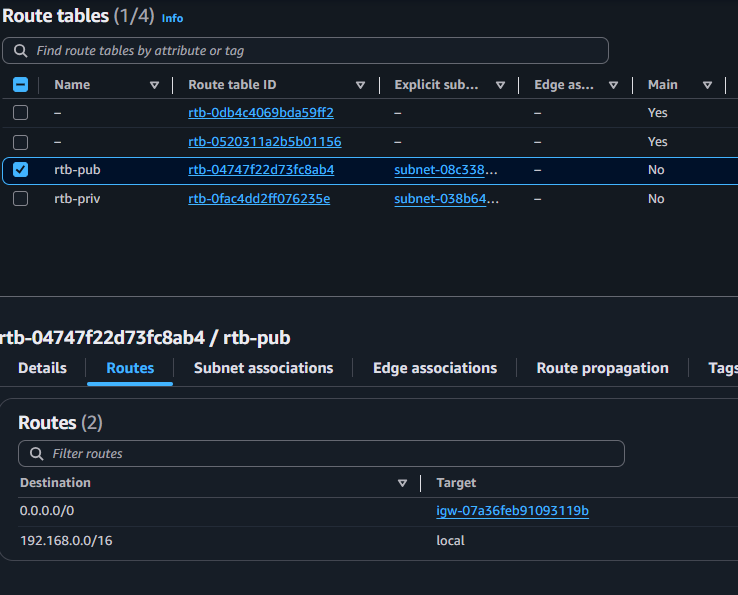 Route tables (1/4) Info
Find route tables by attribute or tag
Name Route table ID Explicit sub... Edge as... Main
– rtb-0db4c4069bda59ff2 – – Yes
– rtb-0520311a2b5b01156 – – Yes
rtb-pub rtb-04747f22d73fc8ab4 subnet-08c338... – No
rtb-priv rtb-0fac4dd2ff076235e subnet-038b64... – No
rtb-04747f22d73fc8ab4 / rtb-pub
Details Routes Subnet associations Edge associations Route propagation Tags
Routes (2)
Filter routes
Destination Target
0.0.0.0/0 igw-07a36feb91093119b
192.168.0.0/16 local